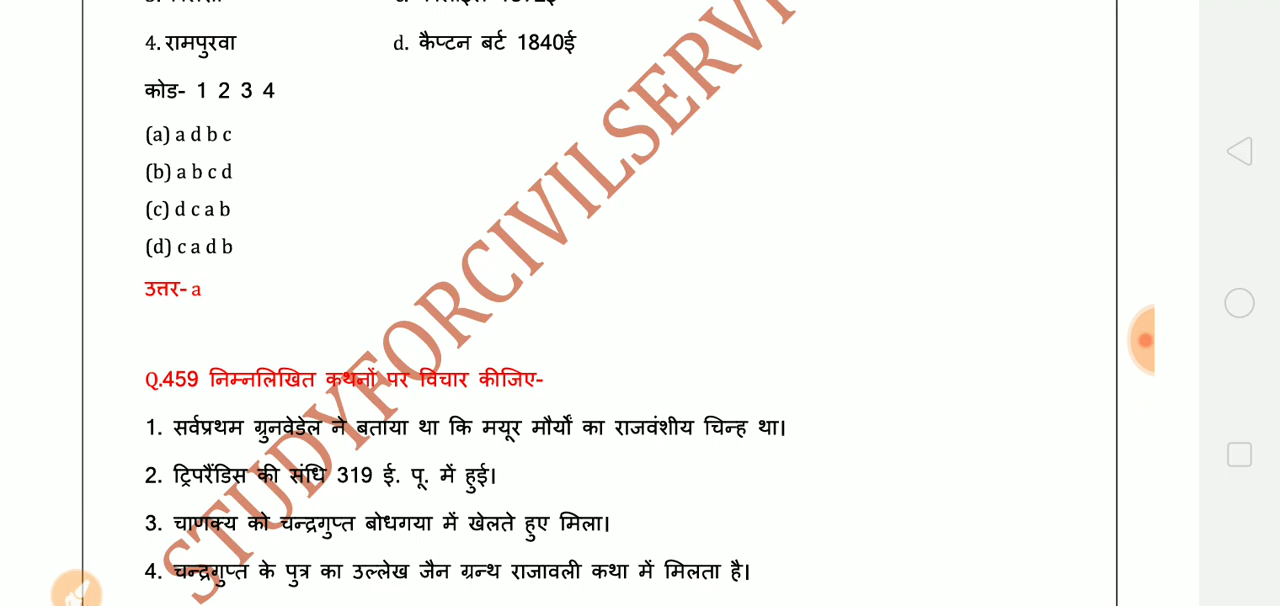 4. रामपुरवा d. कैप्टन बर्ट 1840ई
कोड- 1 2 3 4
(a) a d b c
(b) a b c d
(c) d c a b
(d) c a d b
उत्तर- a
Q.459 निम्नलिखित कथनों पर विचार कीजिए-
1. सर्वप्रथम ग्रुनवेडेल ने बताया था कि मयूर मौर्यों का राजवंशीय चिन्ह था।
2. ट्रिपरैंडिस की संधि 319 ई. पू. में हुई।
3. चाणक्य को चन्द्रगुप्त बोधगया में खेलते हुए मिला।
4. चन्द्रगुप्त के पुत्र का उल्लेख जैन ग्रन्थ राजावली कथा में मिलता है।
STUDYFORCIVILSERVI